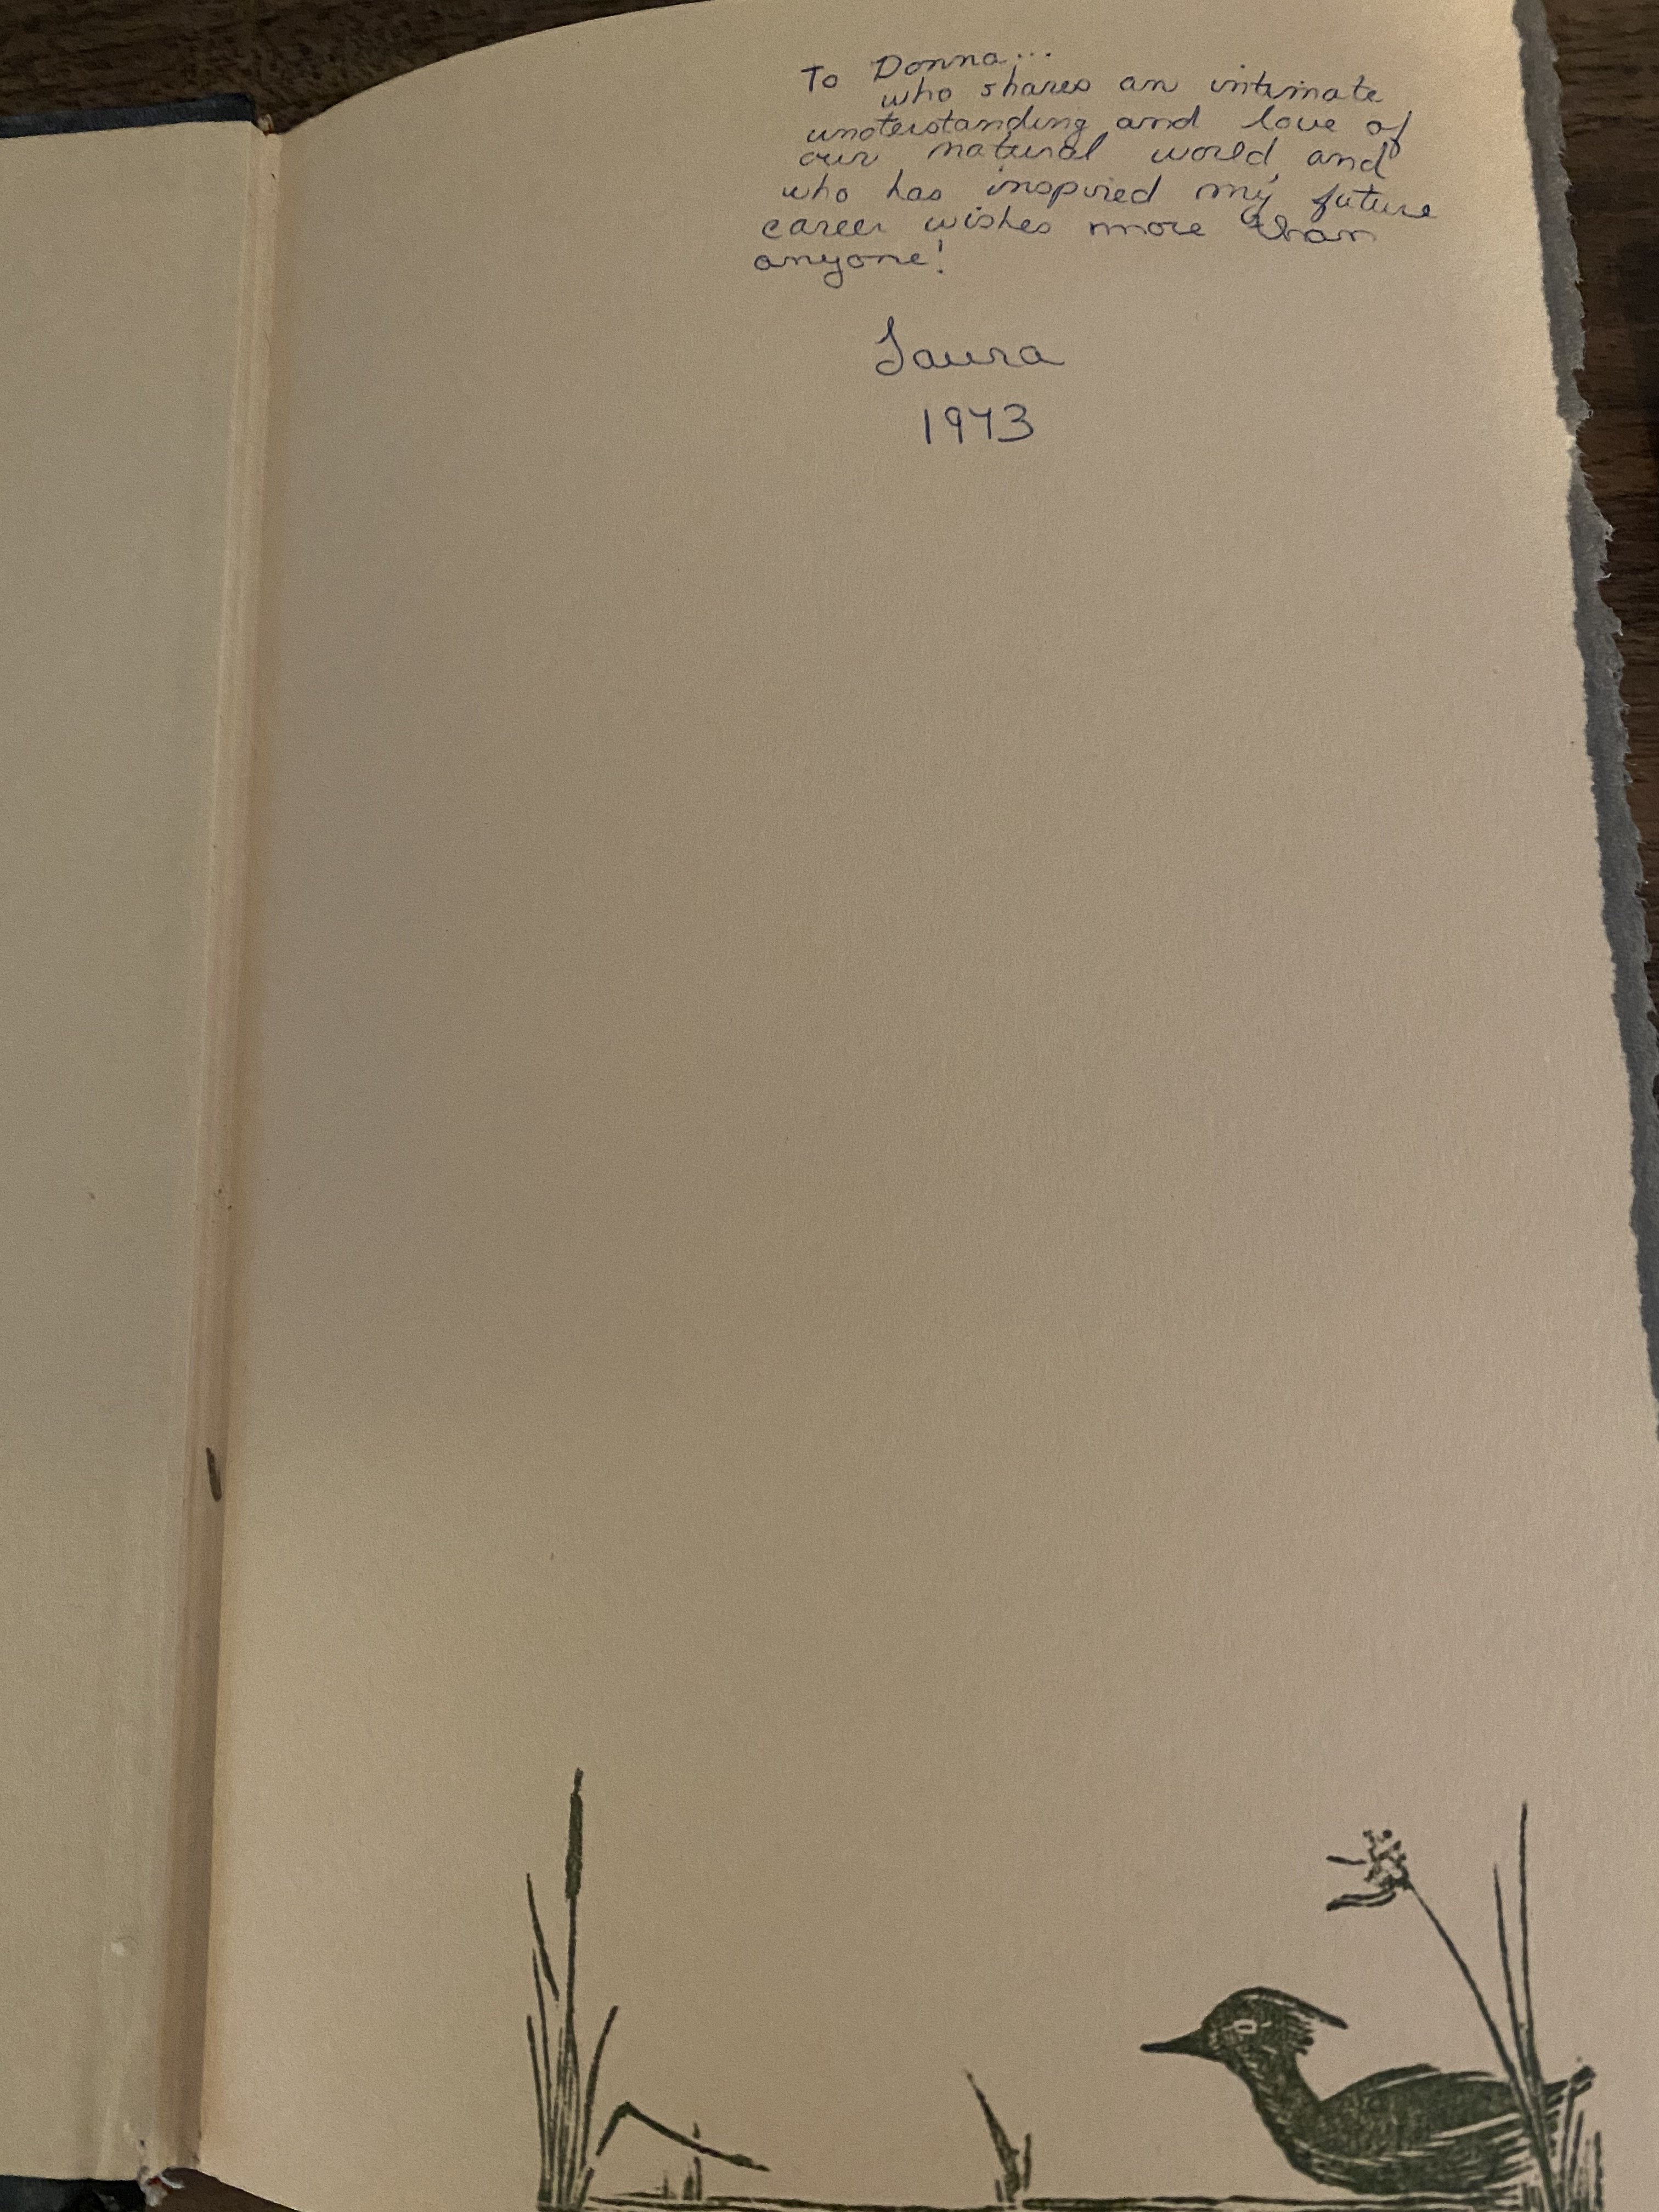 To Donna...
who shares an intimate
understanding and love of
our natural world, and
who has inspired my future
career wishes more than
anyone!
Laura
1973